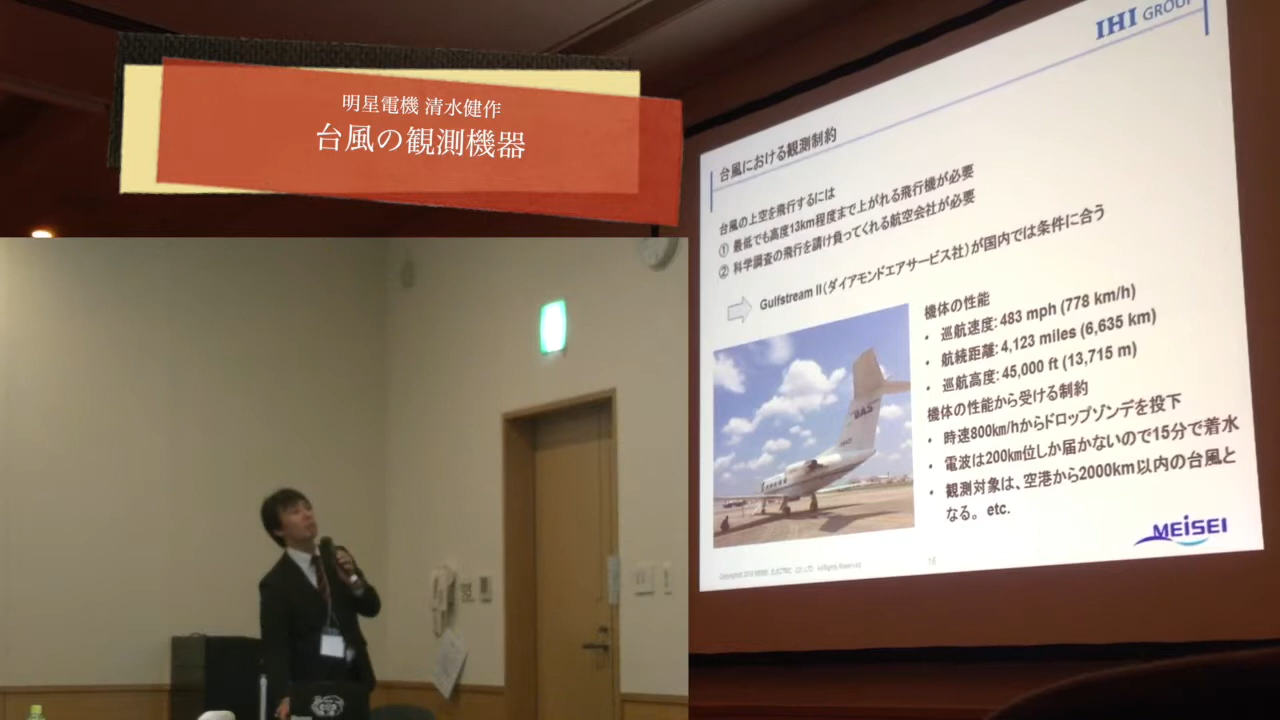 明星電機 清水健作
台風の観測機器
IHI GROUP
台風における観測制約
台風の上空を飛行するには
① 最低でも高度13km程度まで上がれる飛行機が必要
② 科学調査の飛行を請け負ってくれる航空会社が必要
Gulfstream II（ダイアモンドエアサービス社）が国内では条件に合う
機体の性能
• 巡航速度: 483 mph (778 km/h)
• 航続距離: 4,123 miles (6,635 km)
• 巡航高度: 45,000 ft (13,715 m)
機体の性能から受ける制約
• 時速800km/hからドロップゾンデを投下
• 電波は200km位しか届かないので15分で着水
• 観測対象は、空港から2000km以内の台風と
なる。 etc.
DAS
MEISEI
16